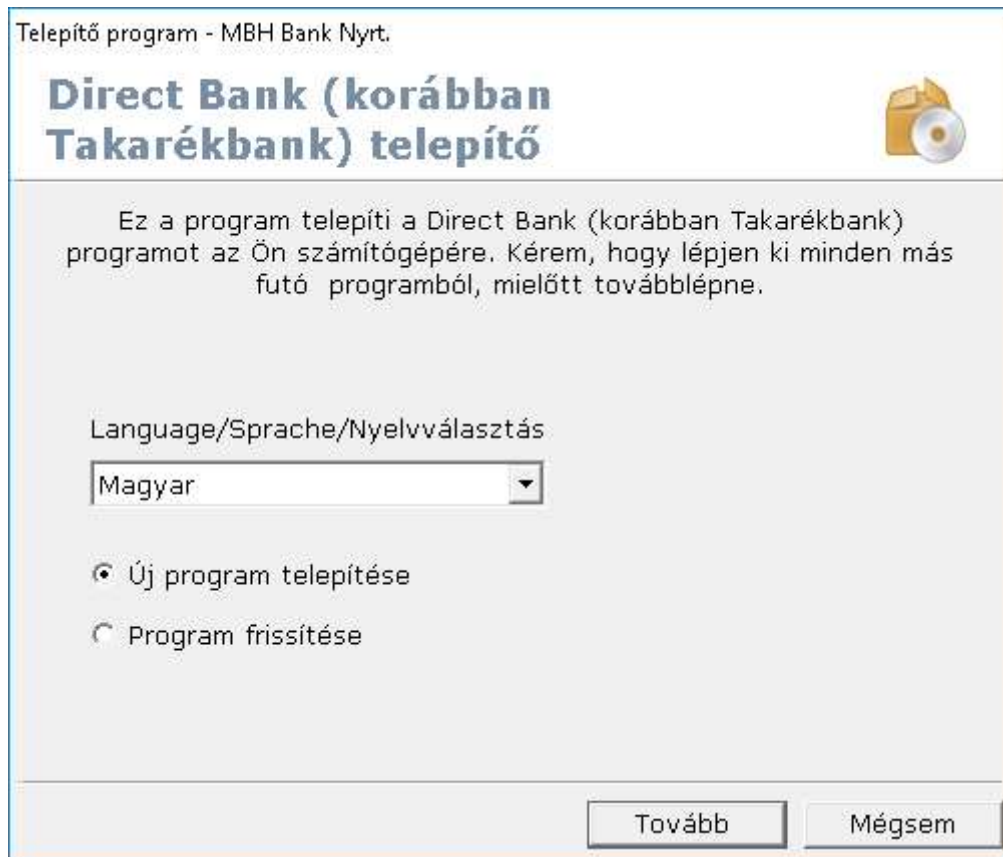 Telepítő program - MBH Bank Nyrt.
Direct Bank (korábban
Takarékbank) telepítő
Ez a program telepíti a Direct Bank (korábban Takarékbank)
programot az Ön számítógépére. Kérem, hogy lépjen ki minden más
futó  programból, mielőtt továbblépne.
Language/Sprache/Nyelvválasztás
Magyar
Új program telepítése
Program frissítése
Tovább
Mégsem